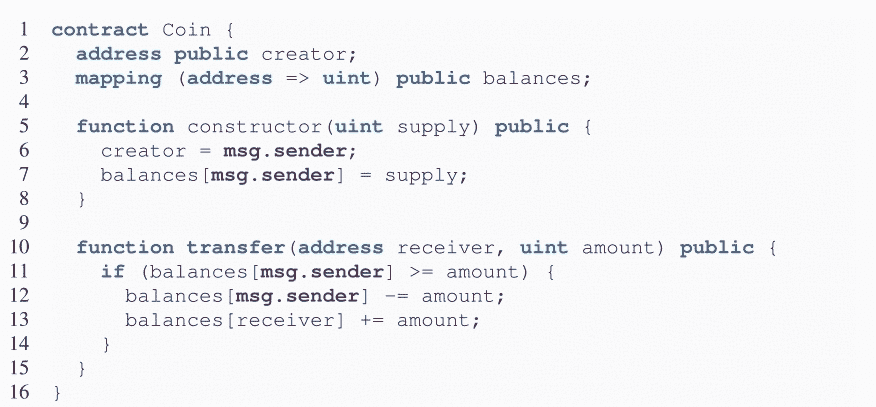 1 contract Coin {
2 address public creator;
3 mapping (address => uint) public balances;
4
5 function constructor(uint supply) public {
6 creator = msg.sender;
7 balances[msg.sender] = supply;
8 }
9
10 function transfer(address receiver, uint amount) public {
11 if (balances[msg.sender] >= amount) {
12 balances[msg.sender] -= amount;
13 balances[receiver] += amount;
14 }
15 }
16 }